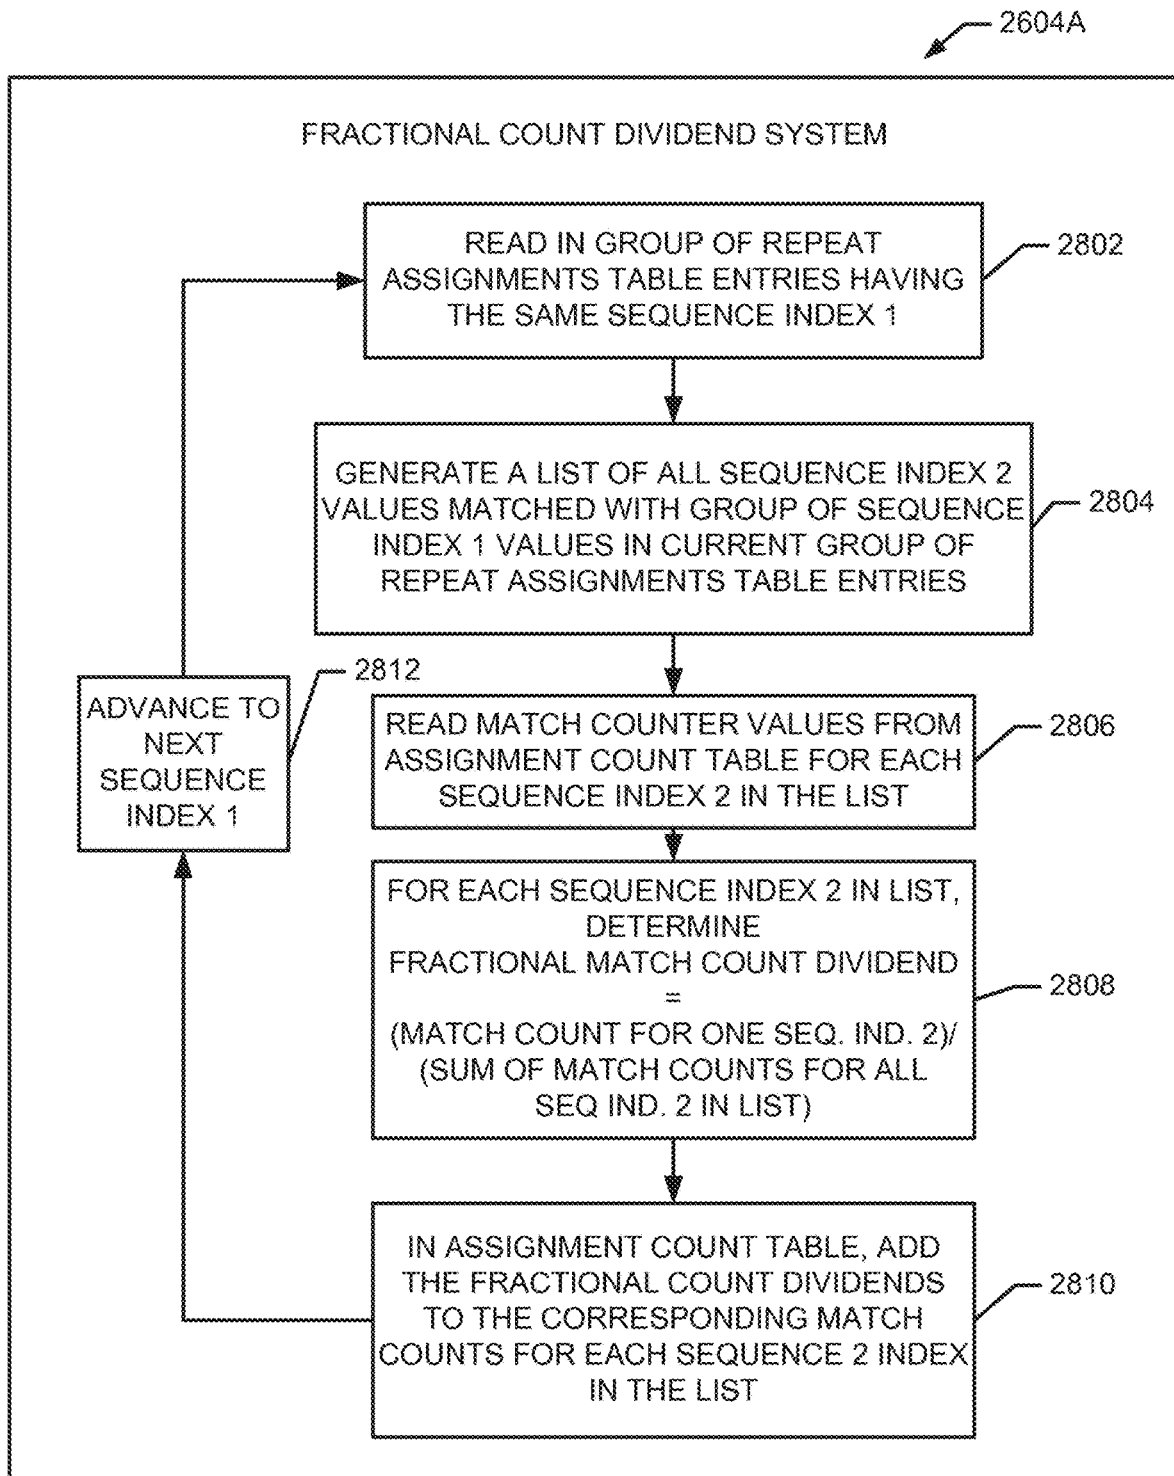 2604A
FRACTIONAL COUNT DIVIDEND SYSTEM
READ IN GROUP OF REPEAT
ASSIGNMENTS TABLE ENTRIES HAVING
THE SAME SEQUENCE INDEX 1
2802
GENERATE A LIST OF ALL SEQUENCE INDEX 2
VALUES MATCHED WITH GROUP OF SEQUENCE
INDEX 1 VALUES IN CURRENT GROUP OF
REPEAT ASSIGNMENTS TABLE ENTRIES
2804
2812
ADVANCE TO
NEXT
SEQUENCE
INDEX 1
READ MATCH COUNTER VALUES FROM
ASSIGNMENT COUNT TABLE FOR EACH
SEQUENCE INDEX 2 IN THE LIST
2806
FOR EACH SEQUENCE INDEX 2 IN LIST,
DETERMINE
FRACTIONAL MATCH COUNT DIVIDEND
=
(MATCH COUNT FOR ONE SEQ. IND. 2)/
(SUM OF MATCH COUNTS FOR ALL
SEQ IND. 2 IN LIST)
2808
IN ASSIGNMENT COUNT TABLE, ADD
THE FRACTIONAL COUNT DIVIDENDS
TO THE CORRESPONDING MATCH
COUNTS FOR EACH SEQUENCE 2 INDEX
IN THE LIST
2810